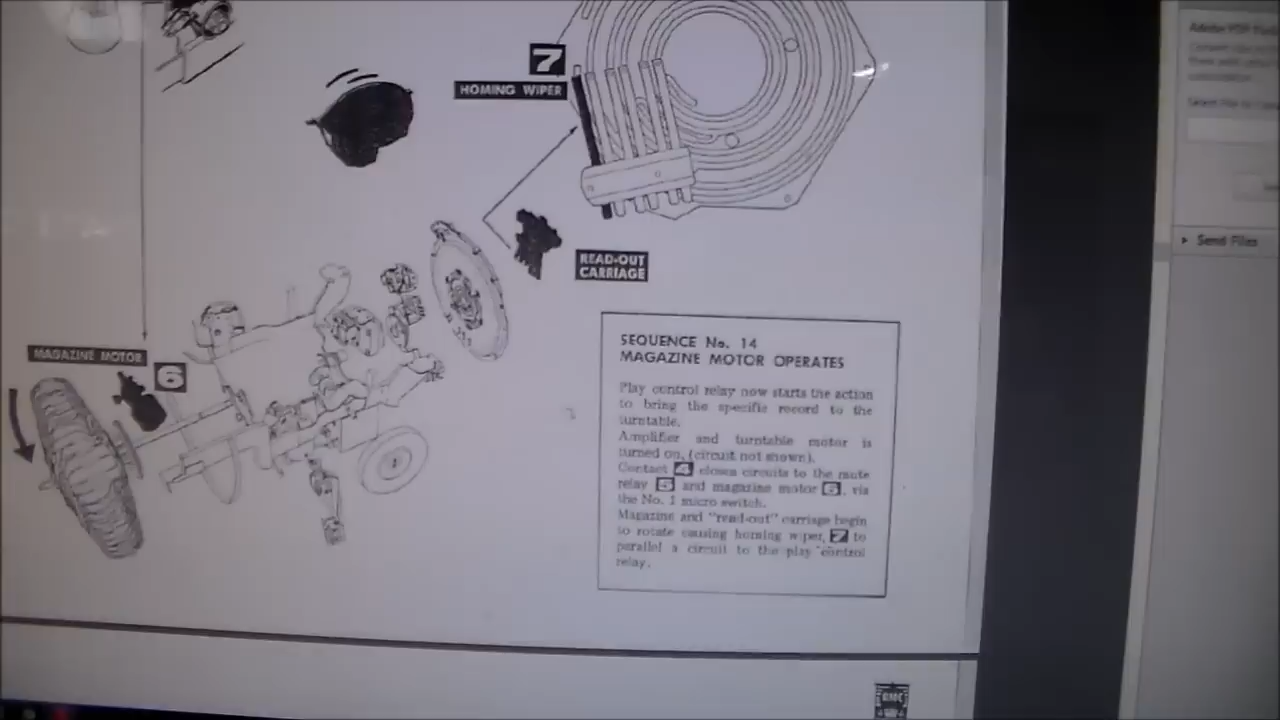 7
HOMING WIPER
READ-OUT
CARRIAGE
MAGAZINE MOTOR
6
SEQUENCE No. 14
MAGAZINE MOTOR OPERATES
Play control relay now starts the action
to bring the specific record to the
turntable.
Amplifier and turntable motor is
turned on, (circuit not shown).
Contact 4 closes circuits to the mute
relay 5 and magazine motor 6, via
the No. 1 micro switch.
Magazine and "read-out" carriage begin
to rotate causing homing wiper, 7 to
parallel a circuit to the play control
relay.
Adobe PDF
Send Files